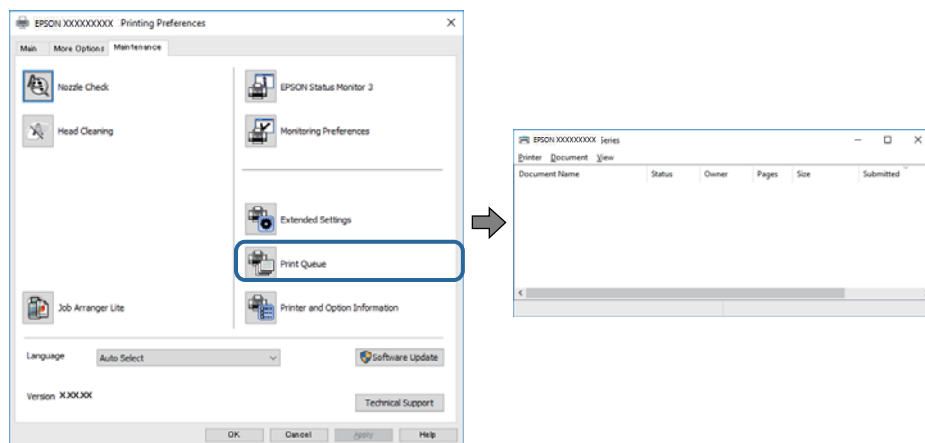 EPSON XXXXXXXXX Printing Preferences
Main More Options Maintenance
Nozzle Check
EPSON Status Monitor 3
Head Cleaning
Monitoring Preferences
Extended Settings
Print Queue
Job Arranger Lite
Printer and Option Information
Language Auto Select Software Update
Version X.XX.XX
Technical Support
OK Cancel Apply Help
EPSON XXXXXXXXX Series
Printer Document View
Document Name Status Owner Pages Size Submitted